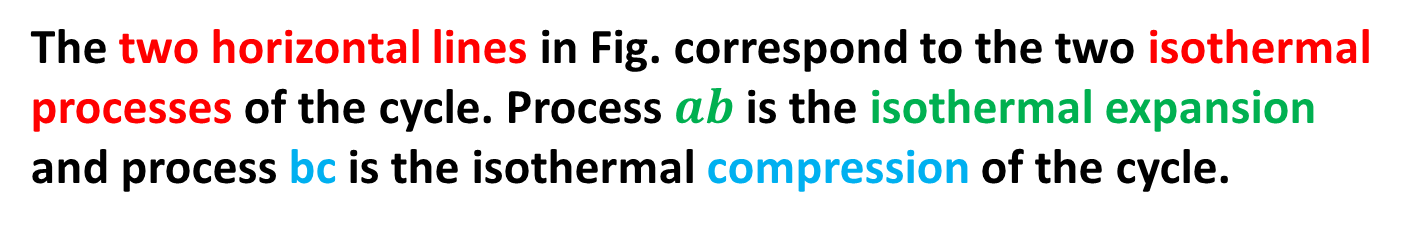 The two horizontal lines in Fig. correspond to the two isothermal
processes of the cycle. Process ab is the isothermal expansion
and process bc is the isothermal compression of the cycle.